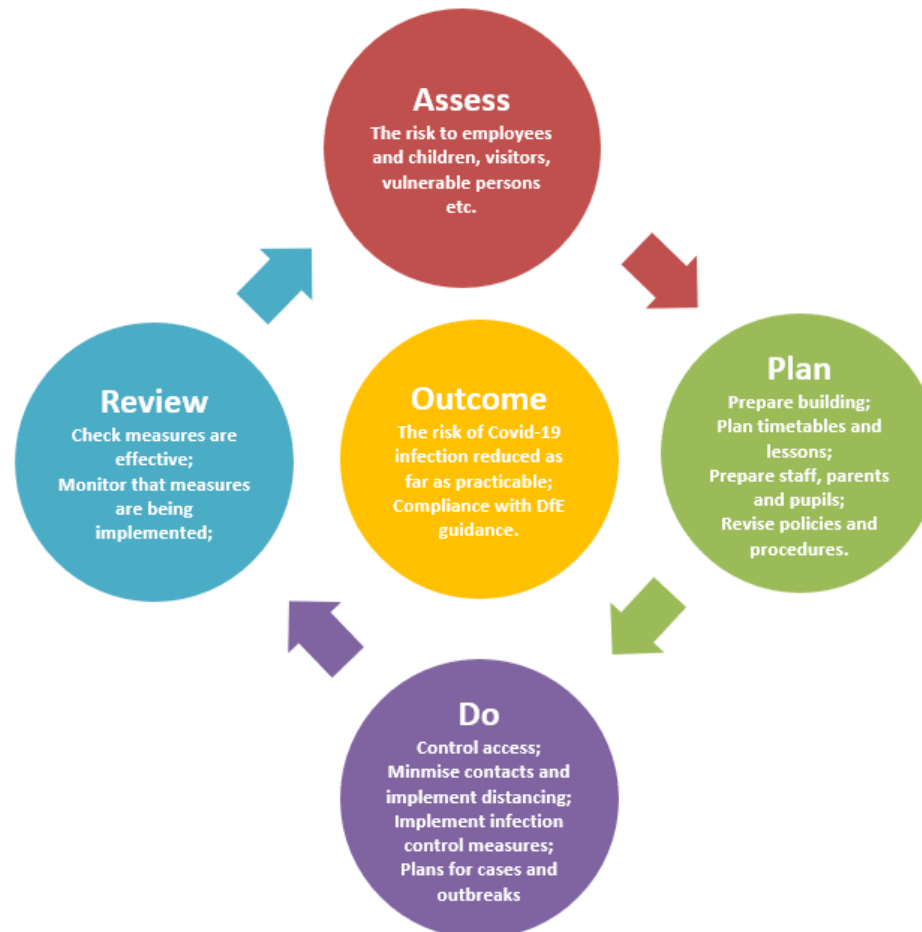 Assess
The risk to employees
and children, visitors,
vulnerable persons
etc.
Plan
Prepare building;
Plan timetables and
lessons;
Prepare staff, parents
and pupils;
Revise policies and
procedures.
Do
Control access;
Minmise contacts and
implement distancing;
Implement infection
control measures;
Plans for cases and
outbreaks
Review
Check measures are
effective;
Monitor that measures
are being
implemented;
Outcome
The risk of Covid-19
infection reduced as
far as practicable;
Compliance with DfE
guidance.